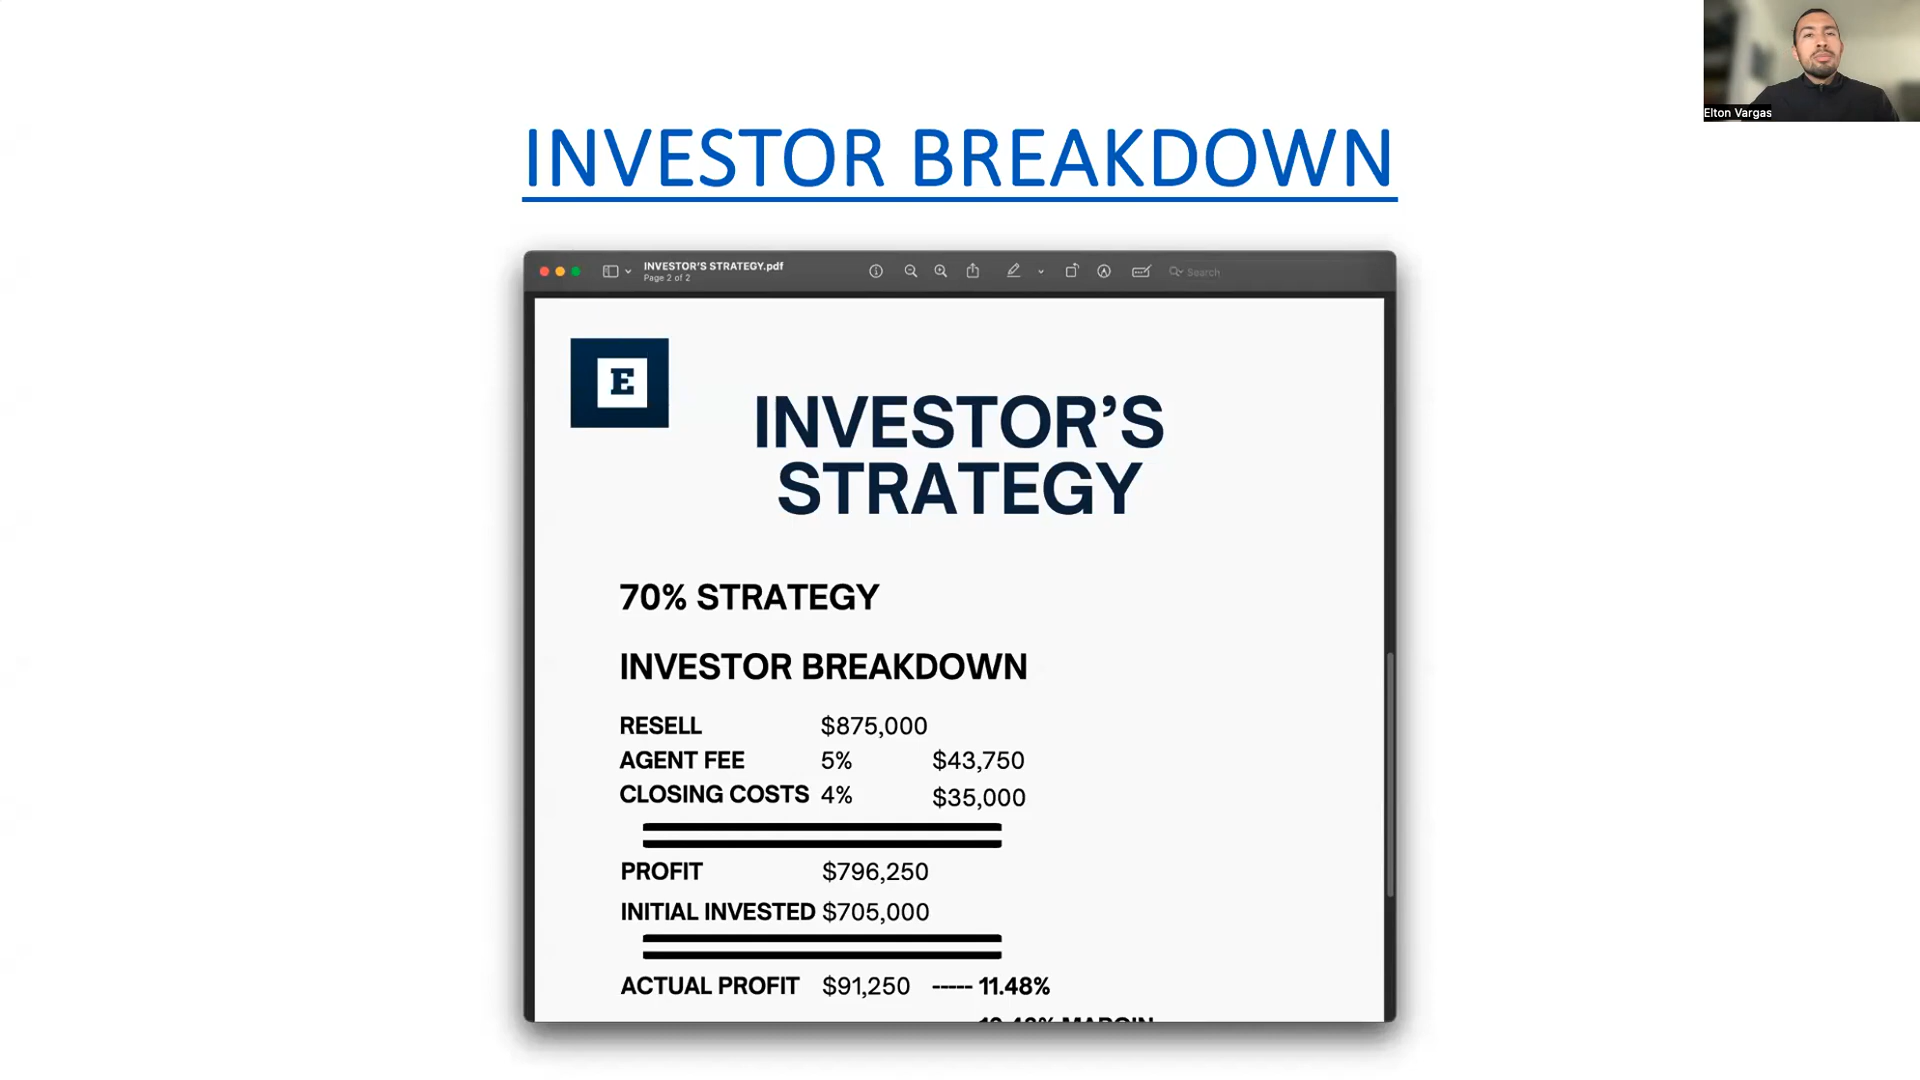 Elton Vargas
INVESTOR BREAKDOWN
INVESTOR'S STRATEGY.pdf
Page 2 of 2
Search
E
INVESTOR’S
STRATEGY
70% STRATEGY
INVESTOR BREAKDOWN
RESELL $875,000
AGENT FEE 5% $43,750
CLOSING COSTS 4% $35,000
PROFIT $796,250
INITIAL INVESTED $705,000
ACTUAL PROFIT $91,250 ----- 11.48%
MARGIN